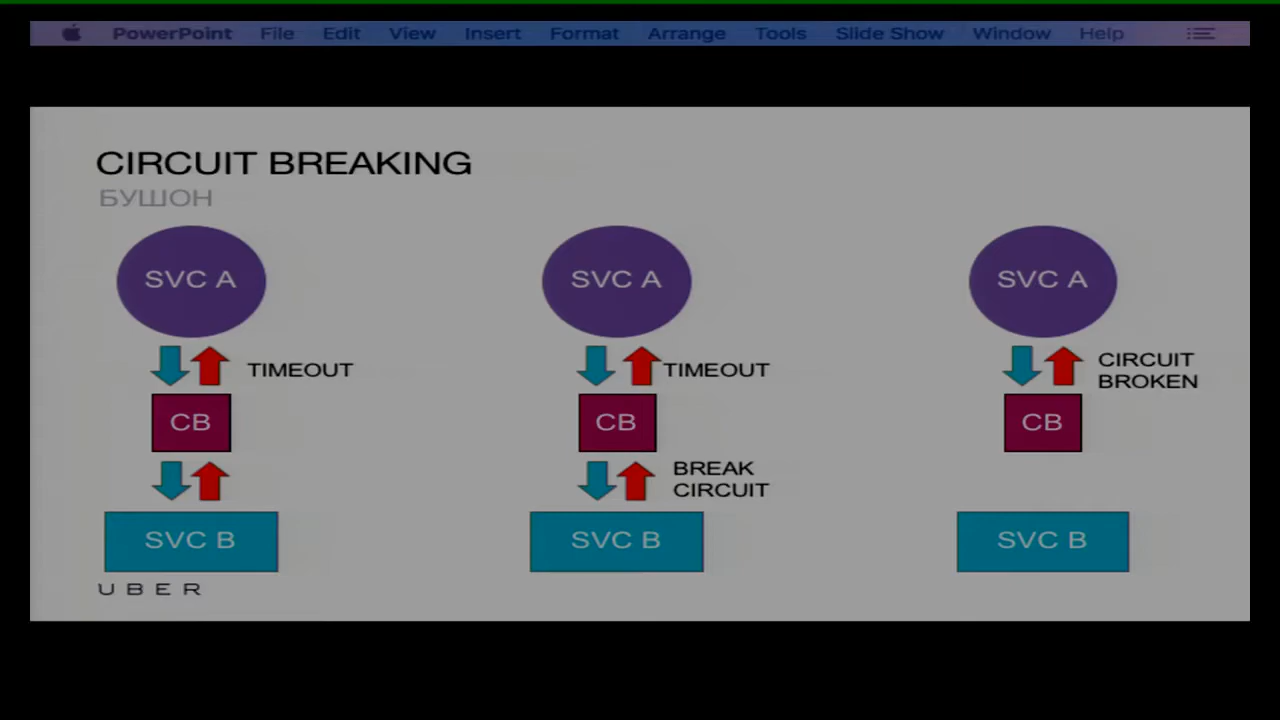 PowerPoint File Edit View Insert Format Arrange Tools Slide Show Window Help
CIRCUIT BREAKING
БУШОН
SVC A
TIMEOUT
CB
SVC B
SVC A
TIMEOUT
CB
BREAK
CIRCUIT
SVC B
SVC A
CIRCUIT
BROKEN
CB
SVC B
UBER